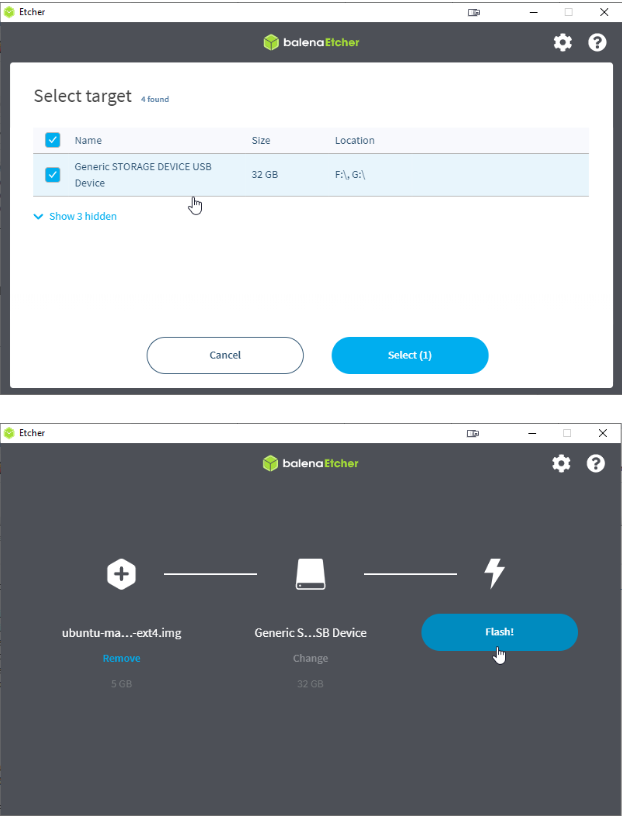 Etcher
balenaEtcher
Select target 4 found
Name Size Location
Generic STORAGE DEVICE USB
Device
32 GB F:\, G:\
Show 3 hidden
Cancel Select (1)
Etcher
balenaEtcher
ubuntu-ma...-ext4.img Generic S...SB Device Flash!
Remove Change
5 GB 32 GB